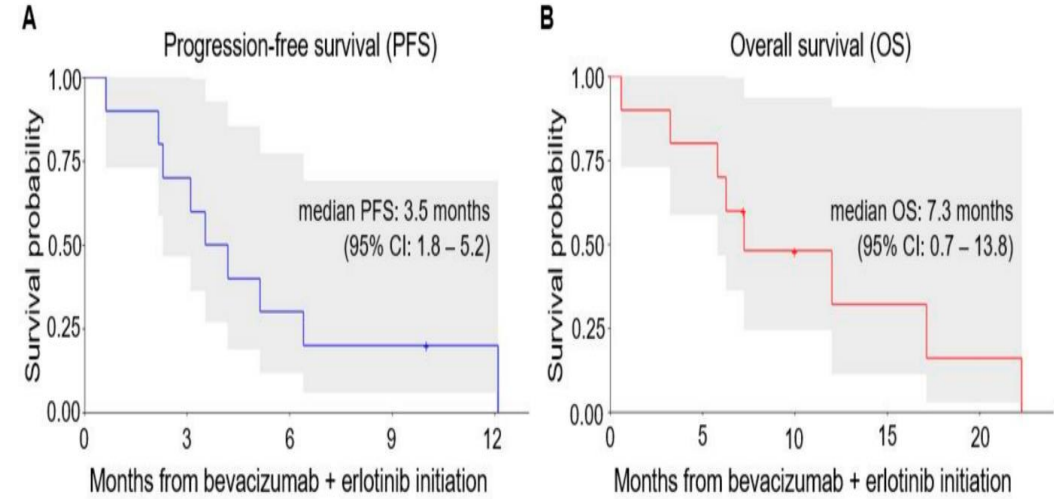 A
Progression-free survival (PFS)
Survival probability
1.00
0.75
0.50
0.25
0.00
median PFS: 3.5 months
(95% CI: 1.8 – 5.2)
0 3 6 9 12
Months from bevacizumab + erlotinib initiation
B
Overall survival (OS)
Survival probability
1.00
0.75
0.50
0.25
0.00
median OS: 7.3 months
(95% CI: 0.7 – 13.8)
0 5 10 15 20
Months from bevacizumab + erlotinib initiation